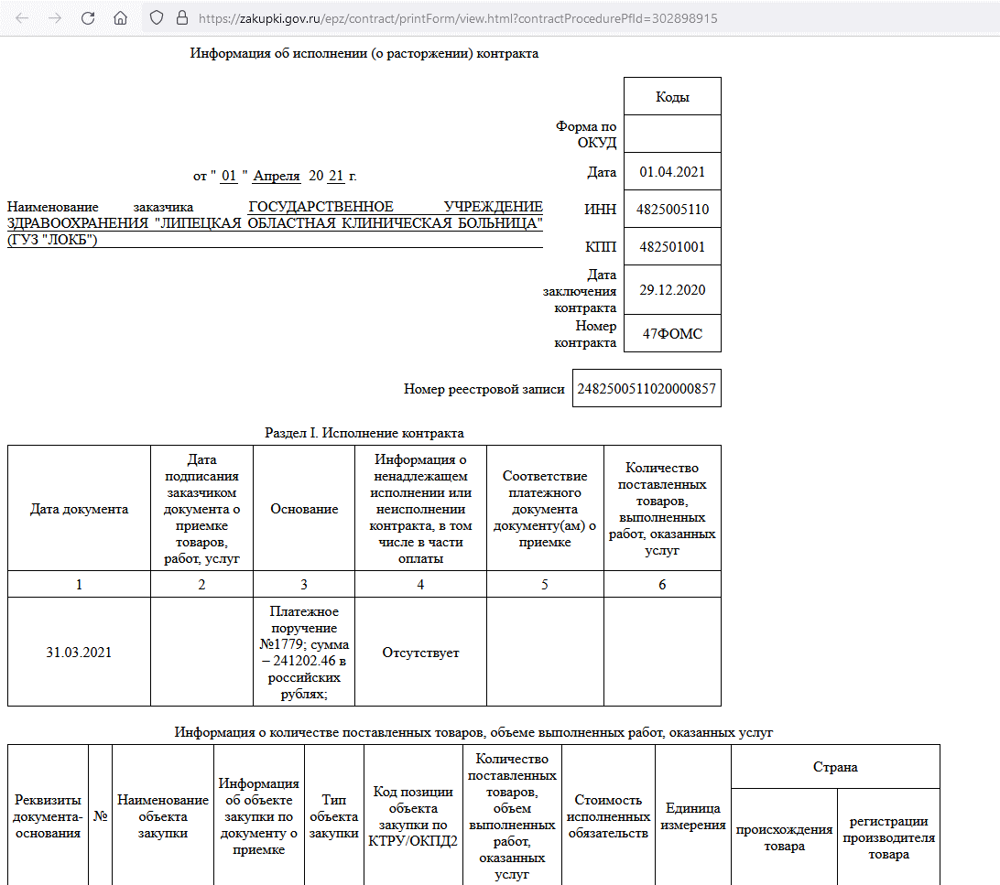 https://zakupki.gov.ru/epz/contract/printForm/view.html?contractProcedurePfId=302898915
Информация об исполнении (о расторжении) контракта
Коды
Форма по
ОКУД
от " 01 " Апреля 20 21 г.
Дата 01.04.2021
Наименование заказчика ГОСУДАРСТВЕННОЕ УЧРЕЖДЕНИЕ
ЗДРАВООХРАНЕНИЯ "ЛИПЕЦКАЯ ОБЛАСТНАЯ КЛИНИЧЕСКАЯ БОЛЬНИЦА"
(ГУЗ "ЛОКБ")
ИНН 4825005110
КПП 482501001
Дата
заключения
контракта
29.12.2020
Номер
контракта
47ФОМС
Номер реестровой записи 2482500511020000857
Раздел I. Исполнение контракта
Дата документа
Дата
подписания
заказчиком
документа о
приемке
товаров,
работ, услуг
Основание
Информация о
ненадлежащем
исполнении или
неисполнении
контракта, в том
числе в части
оплаты
Соответствие
платежного
документа
документу(ам) о
приемке
Количество
поставленных
товаров,
выполненных
работ, оказанных
услуг
1 2 3 4 5 6
31.03.2021
Платежное
поручение
№1779; сумма
– 241202.46 в
российских
рублях;
Отсутствует
Информация о количестве поставленных товаров, объеме выполненных работ, оказанных услуг
Реквизиты
документа-
основания
№
Наименование
объекта
закупки
Информация
об объекте
закупки по
документу о
приемке
Тип
объекта
закупки
Код позиции
объекта
закупки по
КТРУ/ОКПД2
Количество
поставленных
товаров,
объем
выполненных
работ,
оказанных
услуг
Стоимость
исполненных
обязательств
Единица
измерения
Страна
происхождения
товара
регистрации
производителя
товара